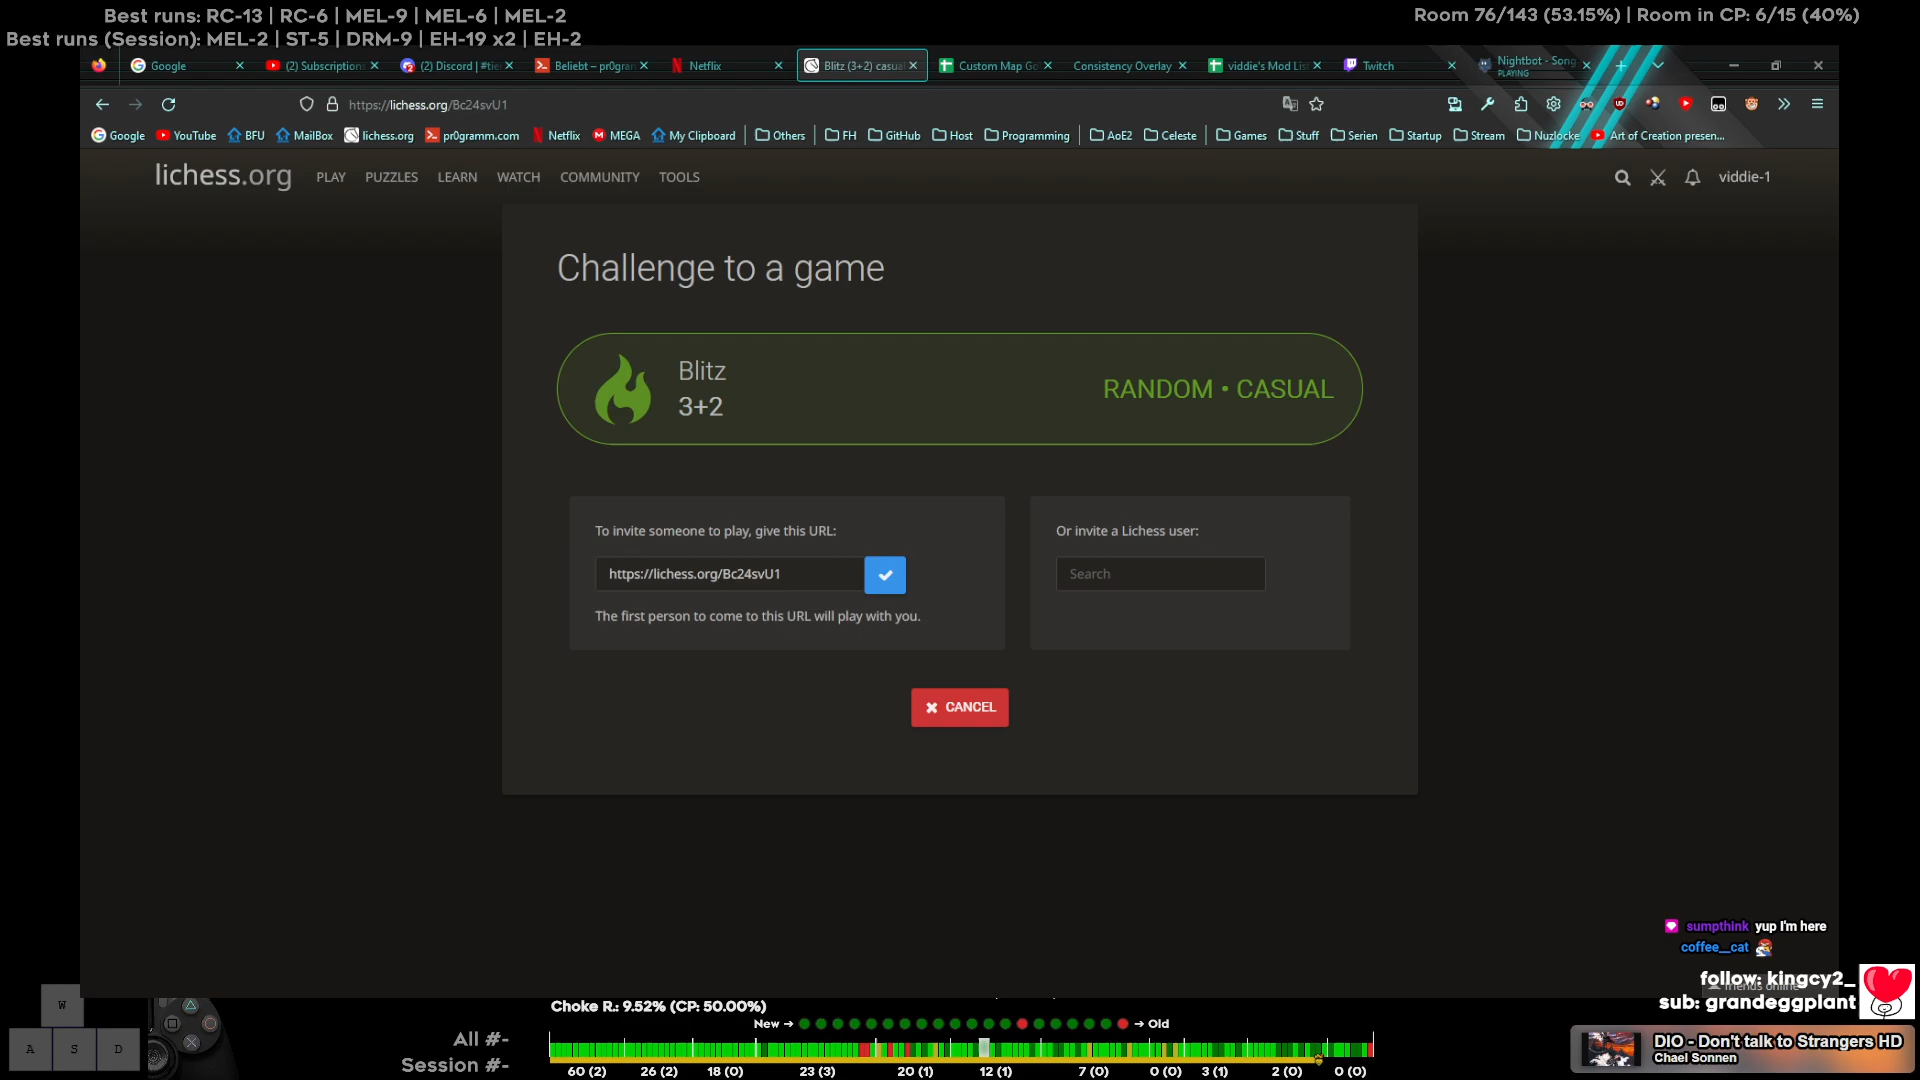 Best runs: RC-13 | RC-6 | MEL-9 | MEL-6 | MEL-2
Room 76/143 (53.15%) | Room in CP: 6/15 (40%)
Best runs (Session): MEL-2 | ST-5 | DRM-9 | EH-19 x2 | EH-2
Google
(2) Subscriptions
(2) Discord | #tie
Beliebt – pr0gran
Netflix
Blitz (3+2) casua
Custom Map Go
Consistency Overlay
viddie's Mod List
Twitch
Nightbot - Song
PLAYING
https://lichess.org/Bc24svU1
Google YouTube BFU MailBox lichess.org pr0gramm.com Netflix MEGA My Clipboard Others FH GitHub Host Programming AoE2 Celeste Games Stuff Serien Startup Stream Nuzlocke Art of Creation presen...
lichess.org PLAY PUZZLES LEARN WATCH COMMUNITY TOOLS viddie-1
Challenge to a game
Blitz
3+2
RANDOM • CASUAL
To invite someone to play, give this URL:
https://lichess.org/Bc24svU1
The first person to come to this URL will play with you.
Or invite a Lichess user:
Search
CANCEL
sumpthink yup I'm here
coffee__cat
follow: kingcy2_
friends online
sub: grandeggplant
W
A S D
Choke R.: 9.52% (CP: 50.00%)
New → → Old
All #-
Session #-
60 (2) 26 (2) 18 (0) 23 (3) 20 (1) 12 (1) 7 (0) 0 (0) 3 (1) 2 (0) 0 (0)
DIO - Don't talk to Strangers HD
Chael Sonnen